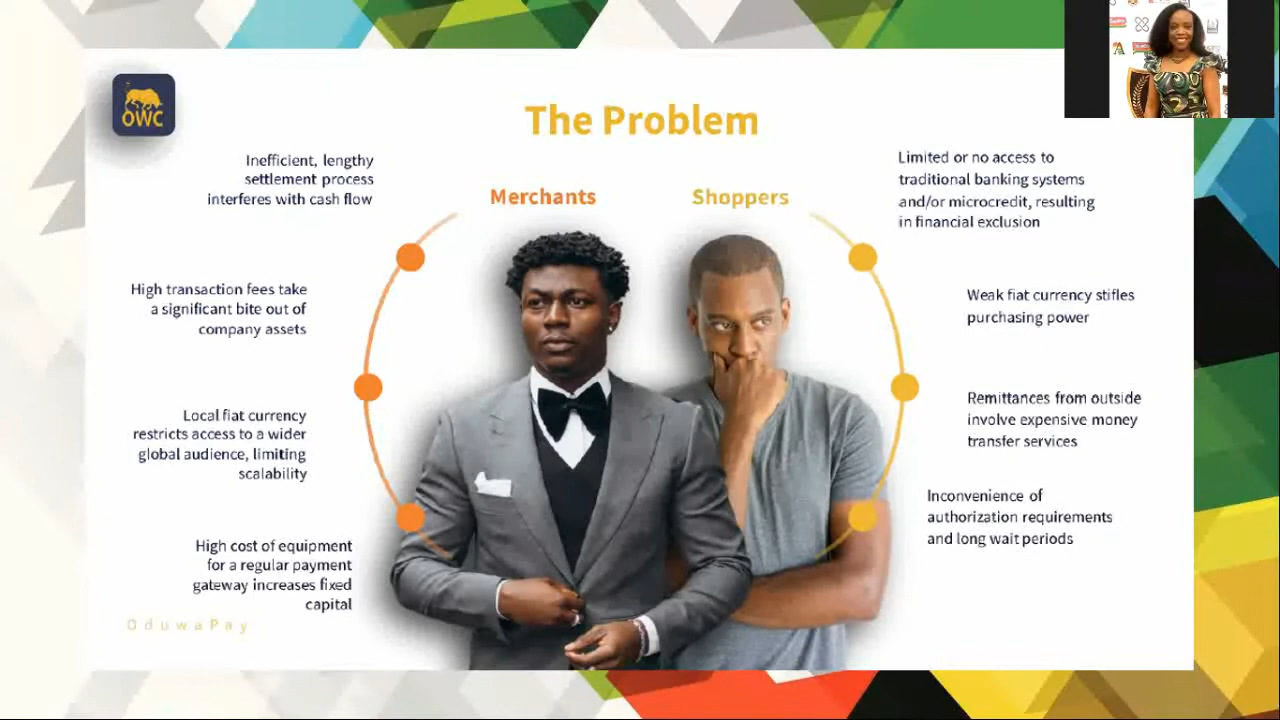 OWC
The Problem
Merchants
Inefficient, lengthy
settlement process
interferes with cash flow
High transaction fees take
a significant bite out of
company assets
Local fiat currency
restricts access to a wider
global audience, limiting
scalability
High cost of equipment
for a regular payment
gateway increases fixed
capital
Shoppers
Limited or no access to
traditional banking systems
and/or microcredit, resulting
in financial exclusion
Weak fiat currency stifles
purchasing power
Remittances from outside
involve expensive money
transfer services
Inconvenience of
authorization requirements
and long wait periods
OduwaPay